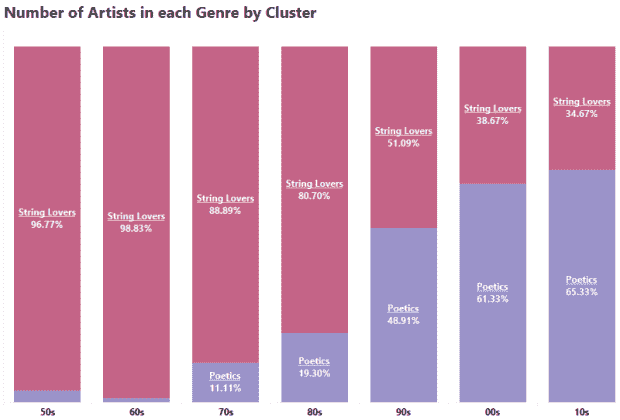 Number of Artists in each Genre by Cluster
String Lovers
96.77%
String Lovers
98.83%
String Lovers
88.89%
Poetics
11.11%
String Lovers
80.70%
Poetics
19.30%
String Lovers
51.09%
Poetics
48.91%
String Lovers
38.67%
Poetics
61.33%
String Lovers
34.67%
Poetics
65.33%
50s 60s 70s 80s 90s 00s 10s